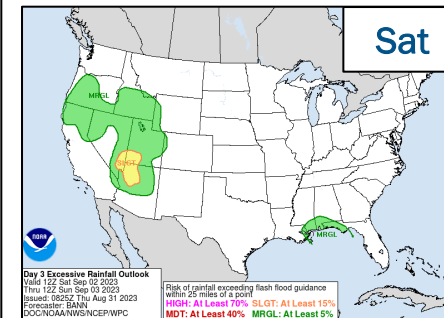 Sat
MRGL
SLGT
MRGL
NOAA
Day 3 Excessive Rainfall Outlook
Valid 12Z Sat Sep 02 2023
Thru 12Z Sun Sep 03 2023
Issued: 0825Z Thu Aug 31 2023
Forecaster: BANN
DOC/NOAA/NWS/NCEP/WPC
Risk of rainfall exceeding flash flood guidance
within 25 miles of a point
HIGH: At Least 70% SLGT: At Least 15%
MDT: At Least 40% MRGL: At Least 5%